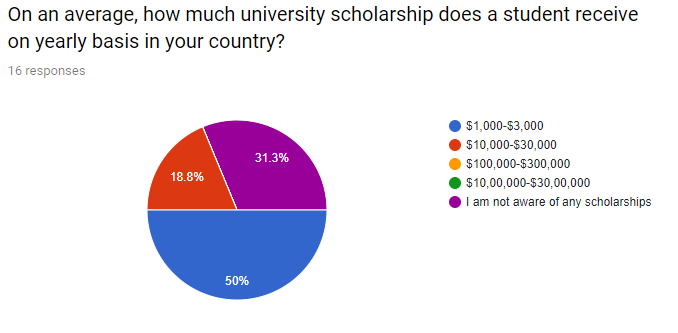 On an average, how much university scholarship does a student receive
on yearly basis in your country?
16 responses
$1,000-$3,000
$10,000-$30,000
$100,000-$300,000
$10,00,000-$30,00,000
I am not aware of any scholarships
31.3%
18.8%
50%